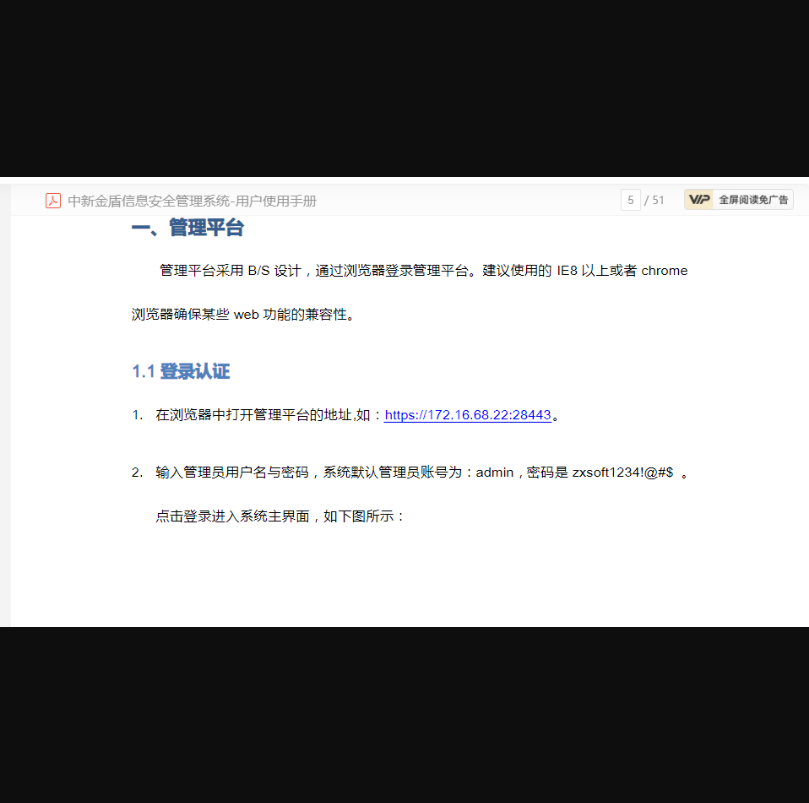 中新金盾信息安全管理系统-用户使用手册
5 / 51
VIP 全屏阅读免广告
一、管理平台
管理平台采用 B/S 设计，通过浏览器登录管理平台。建议使用的 IE8 以上或者 chrome
浏览器确保某些 web 功能的兼容性。
1.1 登录认证
1. 在浏览器中打开管理平台的地址,如：https://172.16.68.22:28443。
2. 输入管理员用户名与密码，系统默认管理员账号为：admin，密码是 zxsoft1234!@#$ 。
点击登录进入系统主界面，如下图所示：